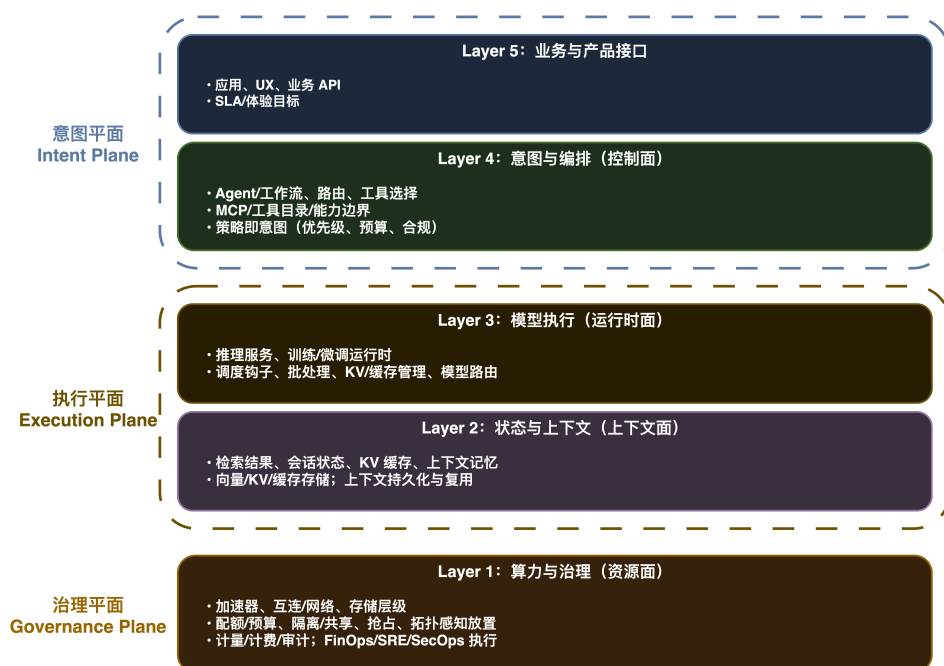 Layer 5：业务与产品接口
• 应用、UX、业务 API
• SLA/体验目标
意图平面
Intent Plane
Layer 4：意图与编排（控制面）
• Agent/工作流、路由、工具选择
• MCP/工具目录/能力边界
• 策略即意图（优先级、预算、合规）
Layer 3：模型执行（运行时面）
• 推理服务、训练/微调运行时
• 调度钩子、批处理、KV/缓存管理、模型路由
执行平面
Execution Plane
Layer 2：状态与上下文（上下文面）
• 检索结果、会话状态、KV 缓存、上下文记忆
• 向量/KV/缓存存储；上下文持久化与复用
Layer 1：算力与治理（资源面）
治理平面
Governance Plane
• 加速器、互连/网络、存储层级
• 配额/预算、隔离/共享、抢占、拓扑感知放置
• 计量/计费/审计；FinOps/SRE/SecOps 执行